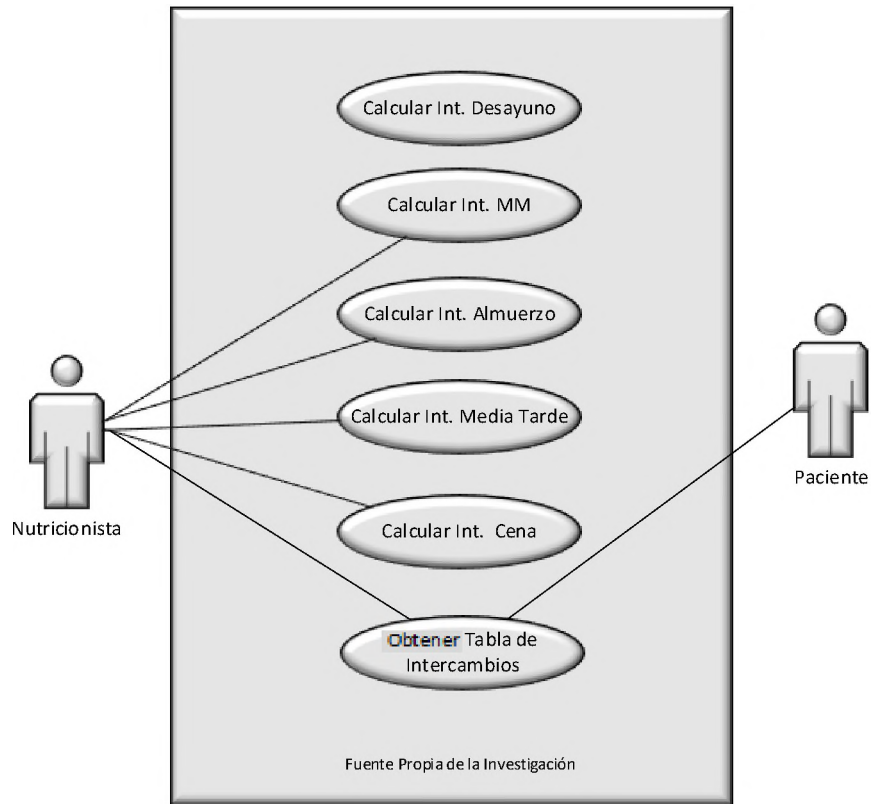 Calcular Int. Desayuno
Calcular Int. MM
Calcular Int. Almuerzo
Calcular Int. Media Tarde
Paciente
Nutricionista
Calcular Int. Cena
Obtener Tabla de
Intercambios
Fuente Propia de la Investigación